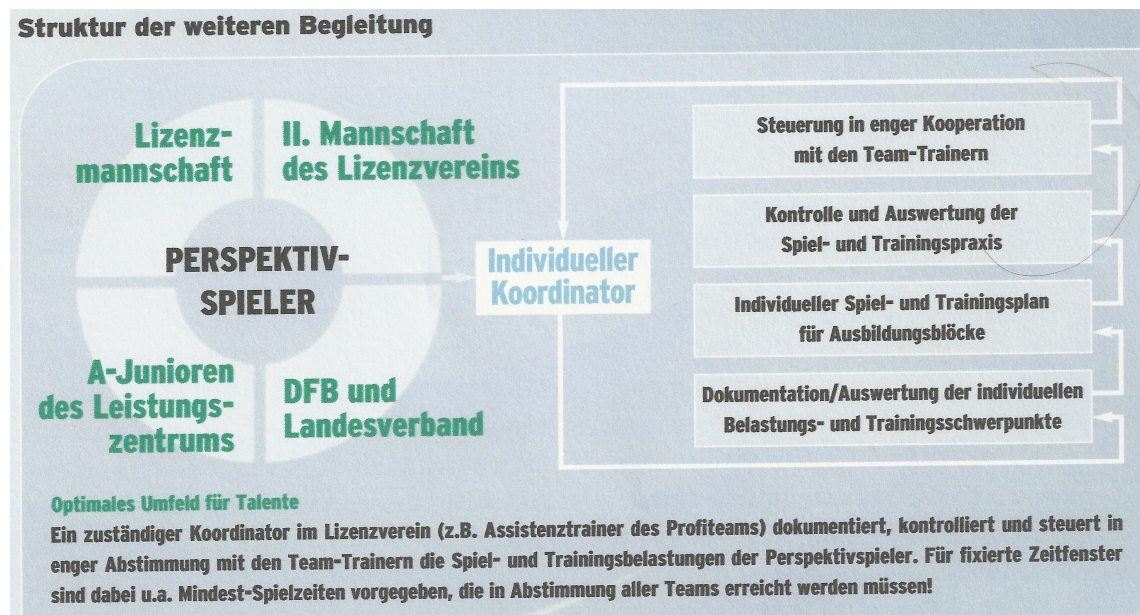 Struktur der weiteren Begleitung
Lizenz-
mannschaft
II. Mannschaft
des Lizenzvereins
PERSPEKTIV-
SPIELER
A-Junioren
des Leistungs-
zentrums
DFB und
Landesverband
Individueller
Koordinator
Steuerung in enger Kooperation
mit den Team-Trainern
Kontrolle und Auswertung der
Spiel- und Trainingspraxis
Individueller Spiel- und Trainingsplan
für Ausbildungsblöcke
Dokumentation/Auswertung der individuellen
Belastungs- und Trainingsschwerpunkte
Optimales Umfeld für Talente
Ein zuständiger Koordinator im Lizenzverein (z.B. Assistenztrainer des Profiteams) dokumentiert, kontrolliert und steuert in
enger Abstimmung mit den Team-Trainern die Spiel- und Trainingsbelastungen der Perspektivspieler. Für fixierte Zeitfenster
sind dabei u.a. Mindest-Spielzeiten vorgegeben, die in Abstimmung aller Teams erreicht werden müssen!